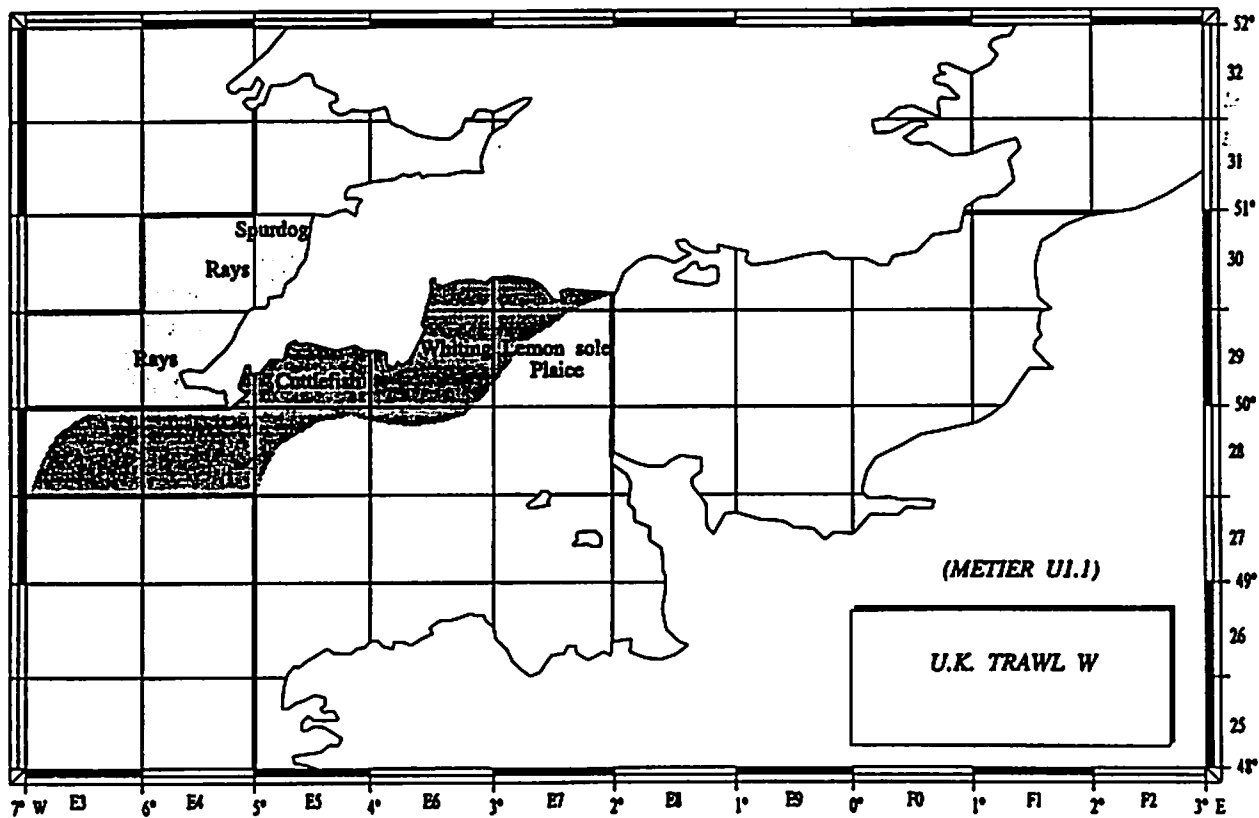 52°
32
31
51°
Spurdog
Rays
30
Rays
Whiting Lemon sole
Plaice
29
Cuttlefish
50°
28
27
(METIER U1.1)
49°
26
U.K. TRAWL W
25
48°
7° W E3 6° E4 5° E5 4° E6 3° E7 2° E8 1° E9 0° F0 1° F1 2° F2 3° E